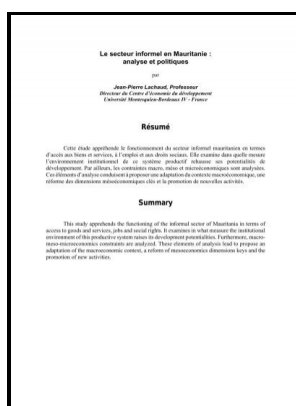 Le secteur informel en Mauritanie :
analyse et politiques
par
Jean-Pierre Lachaud, Professeur
Directeur du Centre d'économie du développement
Université Montesquieu-Bordeaux IV – France
Résumé
Cette étude appréhende le fonctionnement du secteur informel mauritanien en termes
d'accès aux biens et services, à l'emploi et aux droits sociaux. Elle examine dans quelle mesure
l'environnement institutionnel de ce système productif rehausse ses potentialités de
développement. Par ailleurs, les contraintes macro, méso et microéconomiques sont analysées.
Ces éléments d'analyse conduisent à proposer une adaptation du contexte macroéconomique, une
réforme des dimensions mésoéconomiques clés et la promotion de nouvelles activités.
Summary
This study apprehends the functioning of the informal sector of Mauritania in terms of
access to goods and services, jobs and social rights. It examines in what measure the institutional
environment of this productive system raises its development potentialities. Furthermore, macro-
meso-microeconomics constraints are analyzed. These elements of analysis lead to propose an
adaptation of the macroeconomic context, a reform of mesoeconomics dimensions keys and the
promotion of new activities.